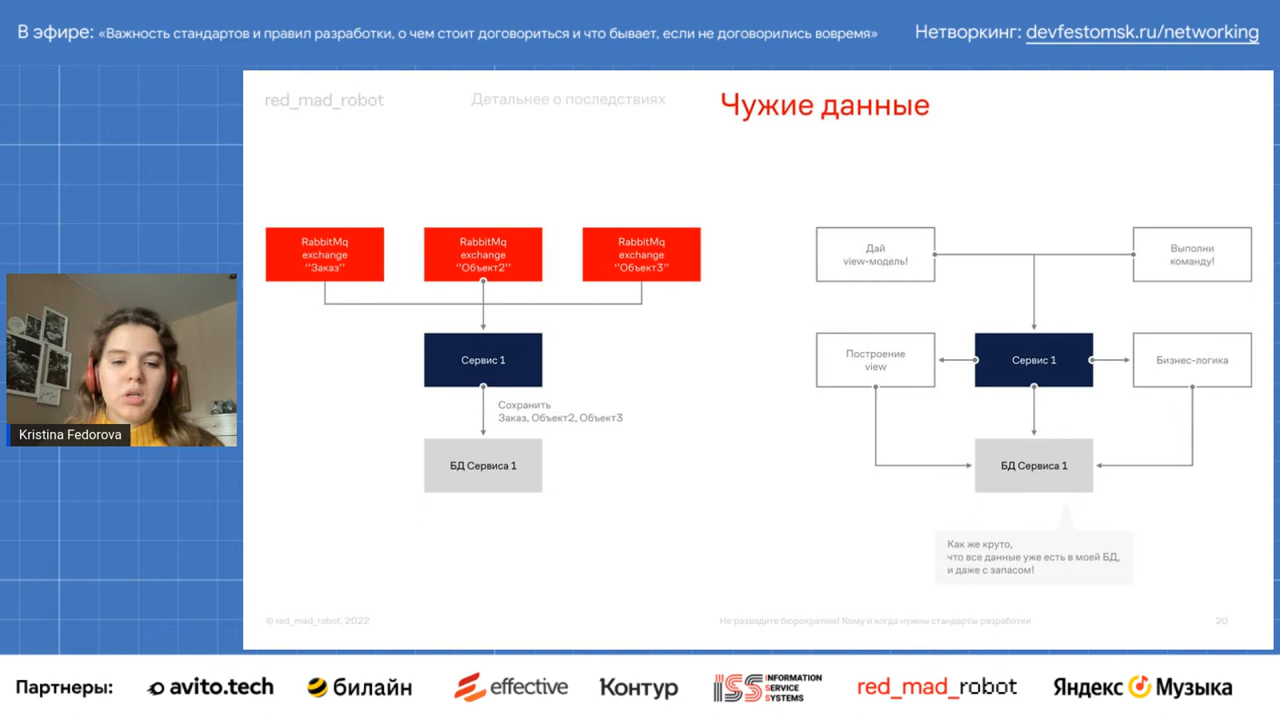 В эфире: «Важность стандартов и правил разработки, о чем стоит договориться и что бывает, если не договорились вовремя»
Нетворкинг: devfestomsk.ru/networking
red_mad_robot
Детальнее о последствиях
Чужие данные
RabbitMq
exchange
"Заказ"
RabbitMq
exchange
"Объект2"
RabbitMq
exchange
"Объект3"
Сервис 1
Сохранить
Заказ, Объект2, Объект3
БД Сервиса 1
Дай
view-модель!
Выполни
команду!
Построение
view
Сервис 1
Бизнес-логика
БД Сервиса 1
Как же круто,
что все данные уже есть в моей БД,
и даже с запасом!
Kristina Fedorova
© red_mad_robot, 2022
Не разводите бюрократию! Кому и когда нужны стандарты разработки
20
Партнеры:
avito.tech
билайн
effective
Контур
ISS INFORMATION
SERVICE
SYSTEMS
red_mad_robot
Яндекс Музыка